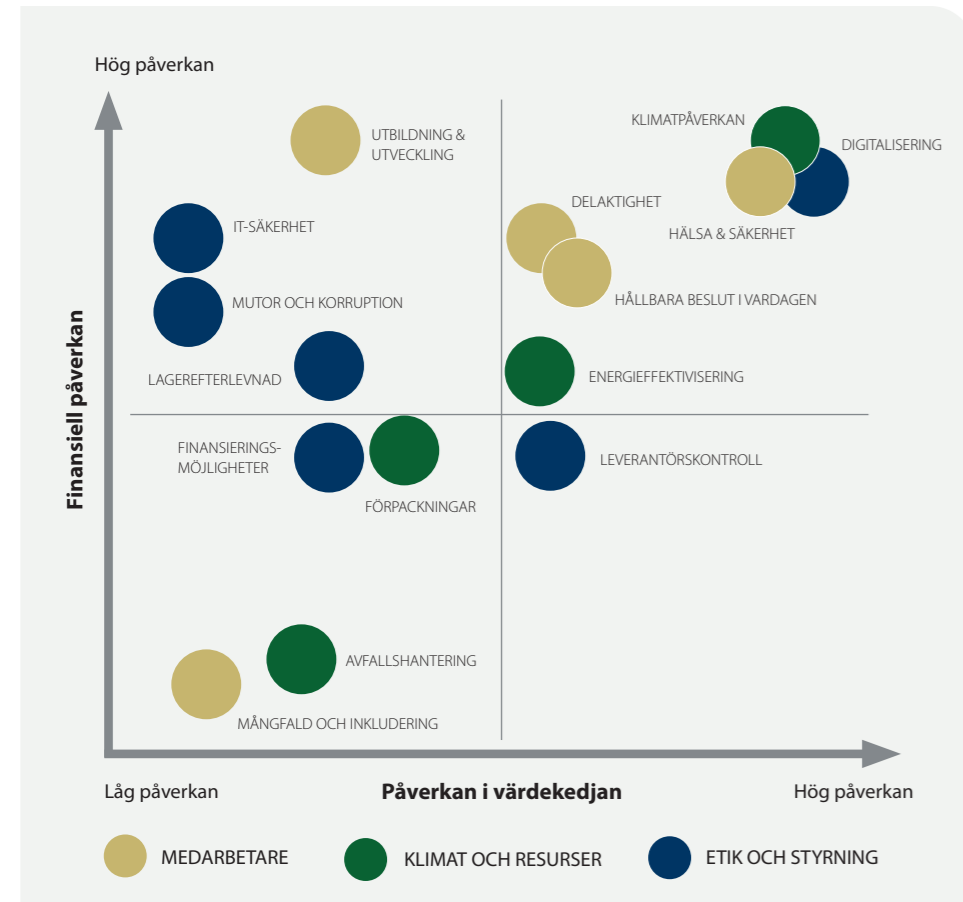 Hög påverkan
KLIMATPÅVERKAN
UTBILDNING &
UTVECKLING
DIGITALISERING
DELAKTIGHET
IT-SÄKERHET
HÄLSA & SÄKERHET
HÅLLBARA BESLUT I VARDAGEN
MUTOR OCH KORRUPTION
LAGEREFTERLEVNAD
ENERGIEFFEKTIVISERING
Finansiell påverkan
FINANSIERINGS-
MÖJLIGHETER
LEVERANTÖRSKONTROLL
FÖRPACKNINGAR
AVFALLSHANTERING
MÅNGFALD OCH INKLUDERING
Låg påverkan
Påverkan i värdekedjan
Hög påverkan
MEDARBETARE
KLIMAT OCH RESURSER
ETIK OCH STYRNING